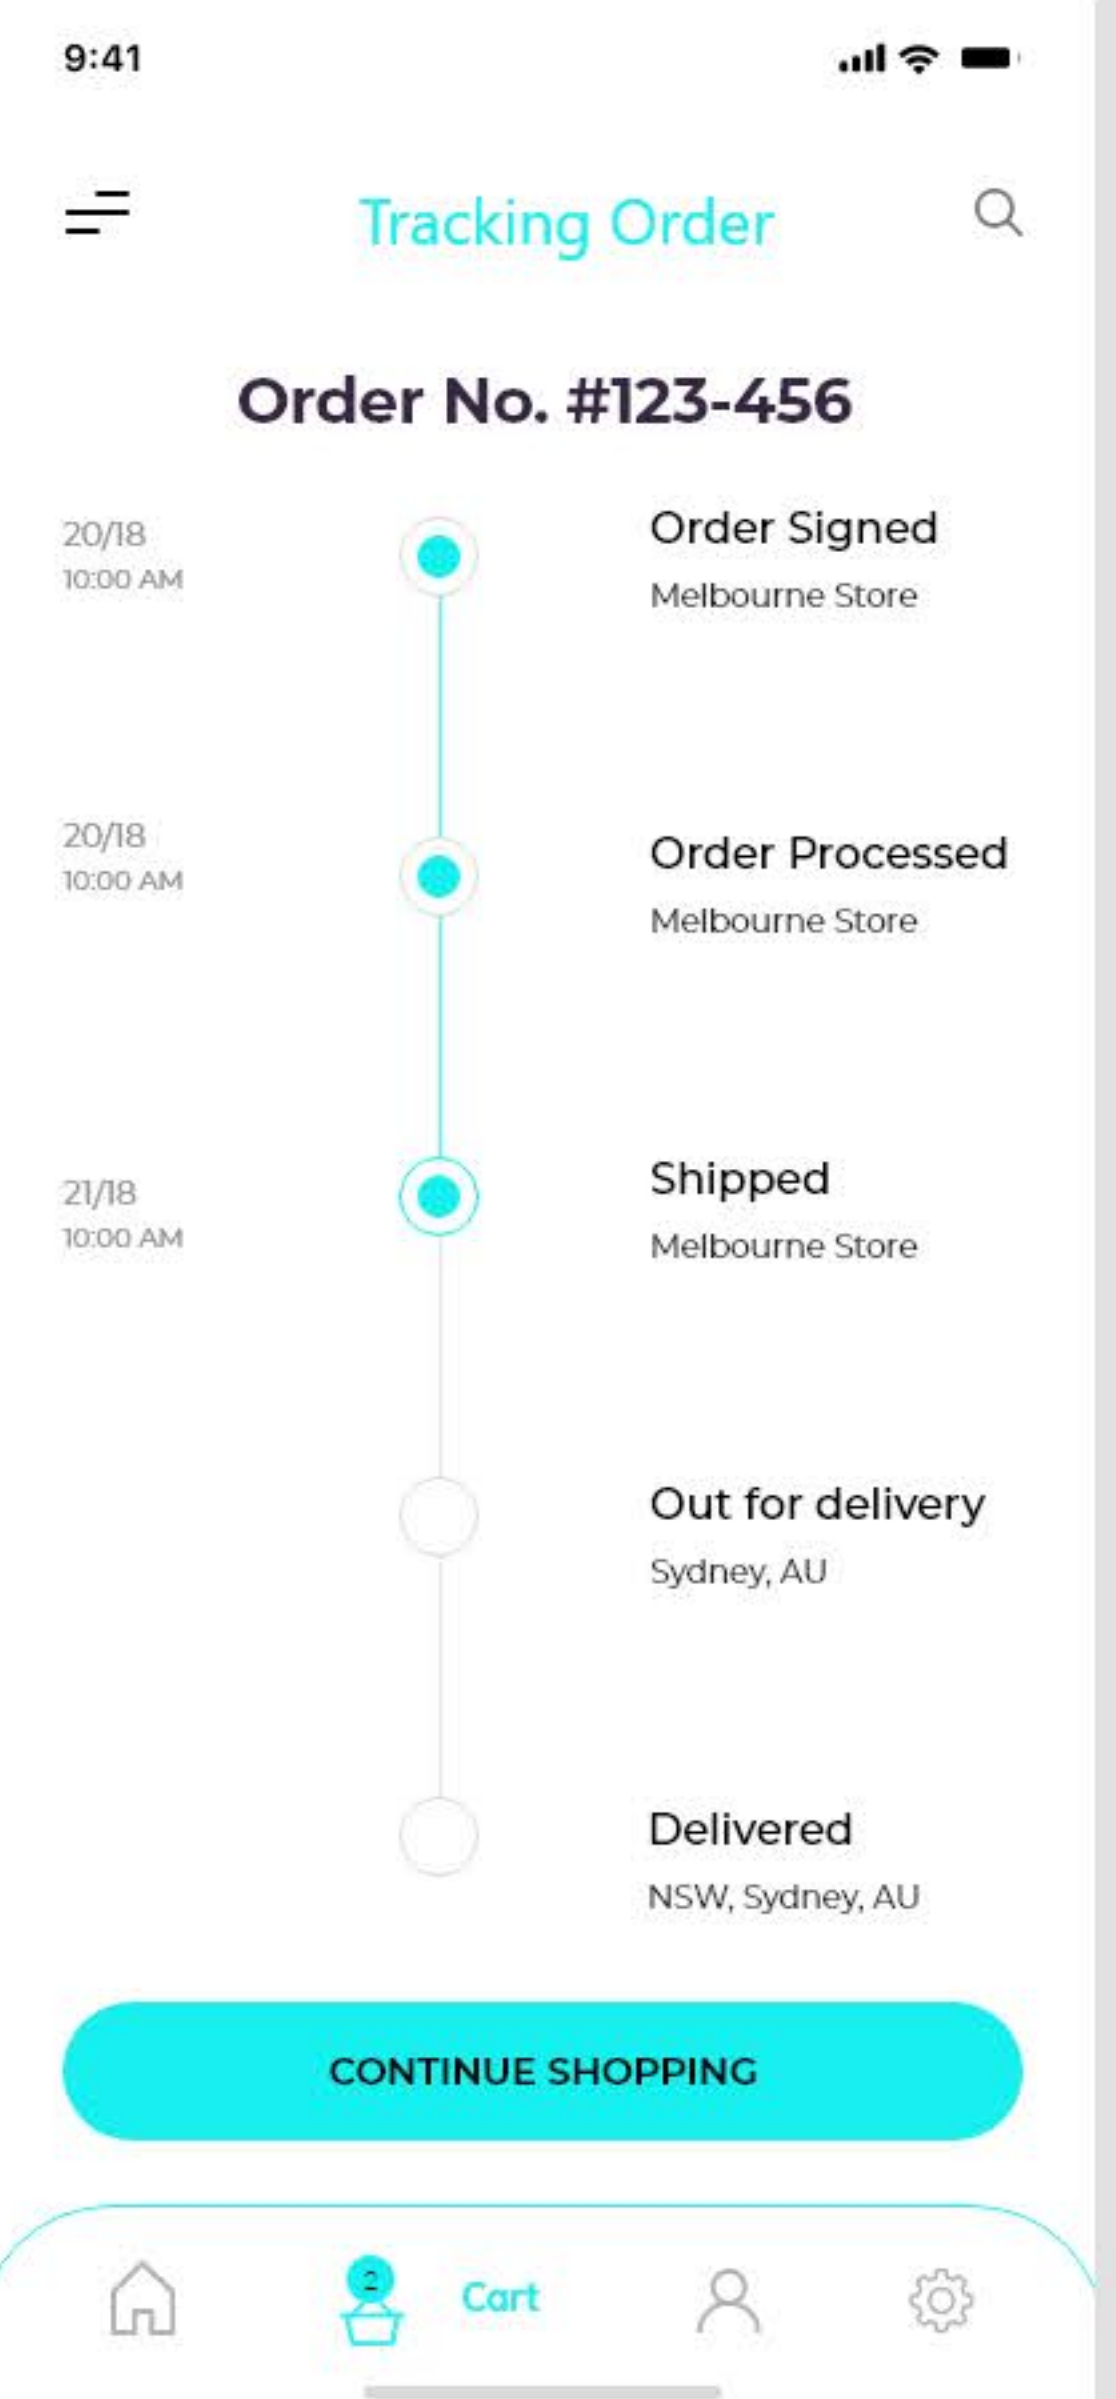 9:41
Tracking Order
Order No. #123-456
20/18
10:00 AM
Order Signed
Melbourne Store
20/18
10:00 AM
Order Processed
Melbourne Store
21/18
10:00 AM
Shipped
Melbourne Store
Out for delivery
Sydney, AU
Delivered
NSW, Sydney, AU
CONTINUE SHOPPING
2
Cart